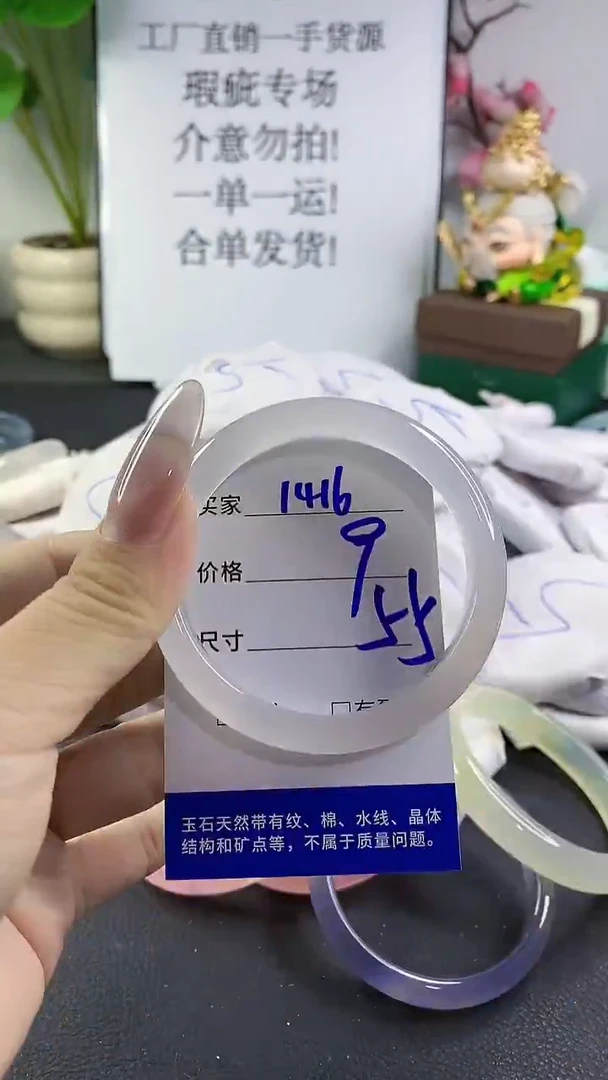 工厂直销一手货源
瑕疵专场
介意勿拍!
一单一运!
合单发货!
买家 1416
价格 9
尺寸 55
玉石天然带有纹、棉、水线、晶体
结构和矿点等，不属于质量问题。